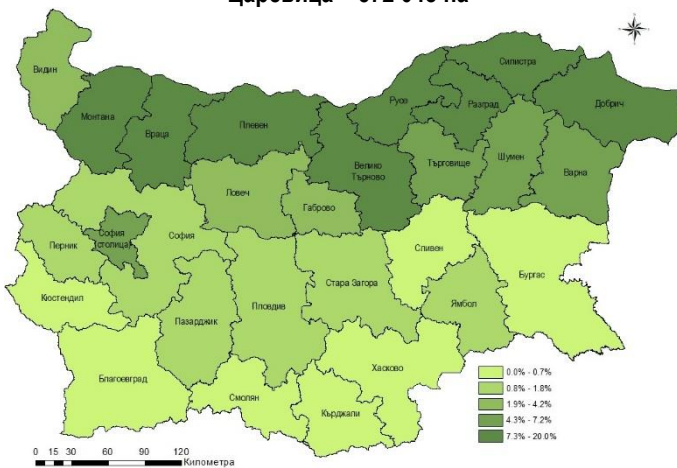 царевица – ha
Видин
Монтана
Враца
Плевен
Русе
Силистра
Разград
Добрич
Велико
Търново
Търговище
Шумен
Варна
Ловеч
Габрово
София
(столица)
София
Перник
Кюстендил
Сливен
Бургас
Стара Загора
Ямбол
Пазарджик
Пловдив
Благоевград
Смолян
Хасково
Кърджали
0.0% - 0.7%
0.8% - 1.8%
1.9% - 4.2%
4.3% - 7.2%
7.3% - 20.0%
0 15 30 60 90 120
Километра